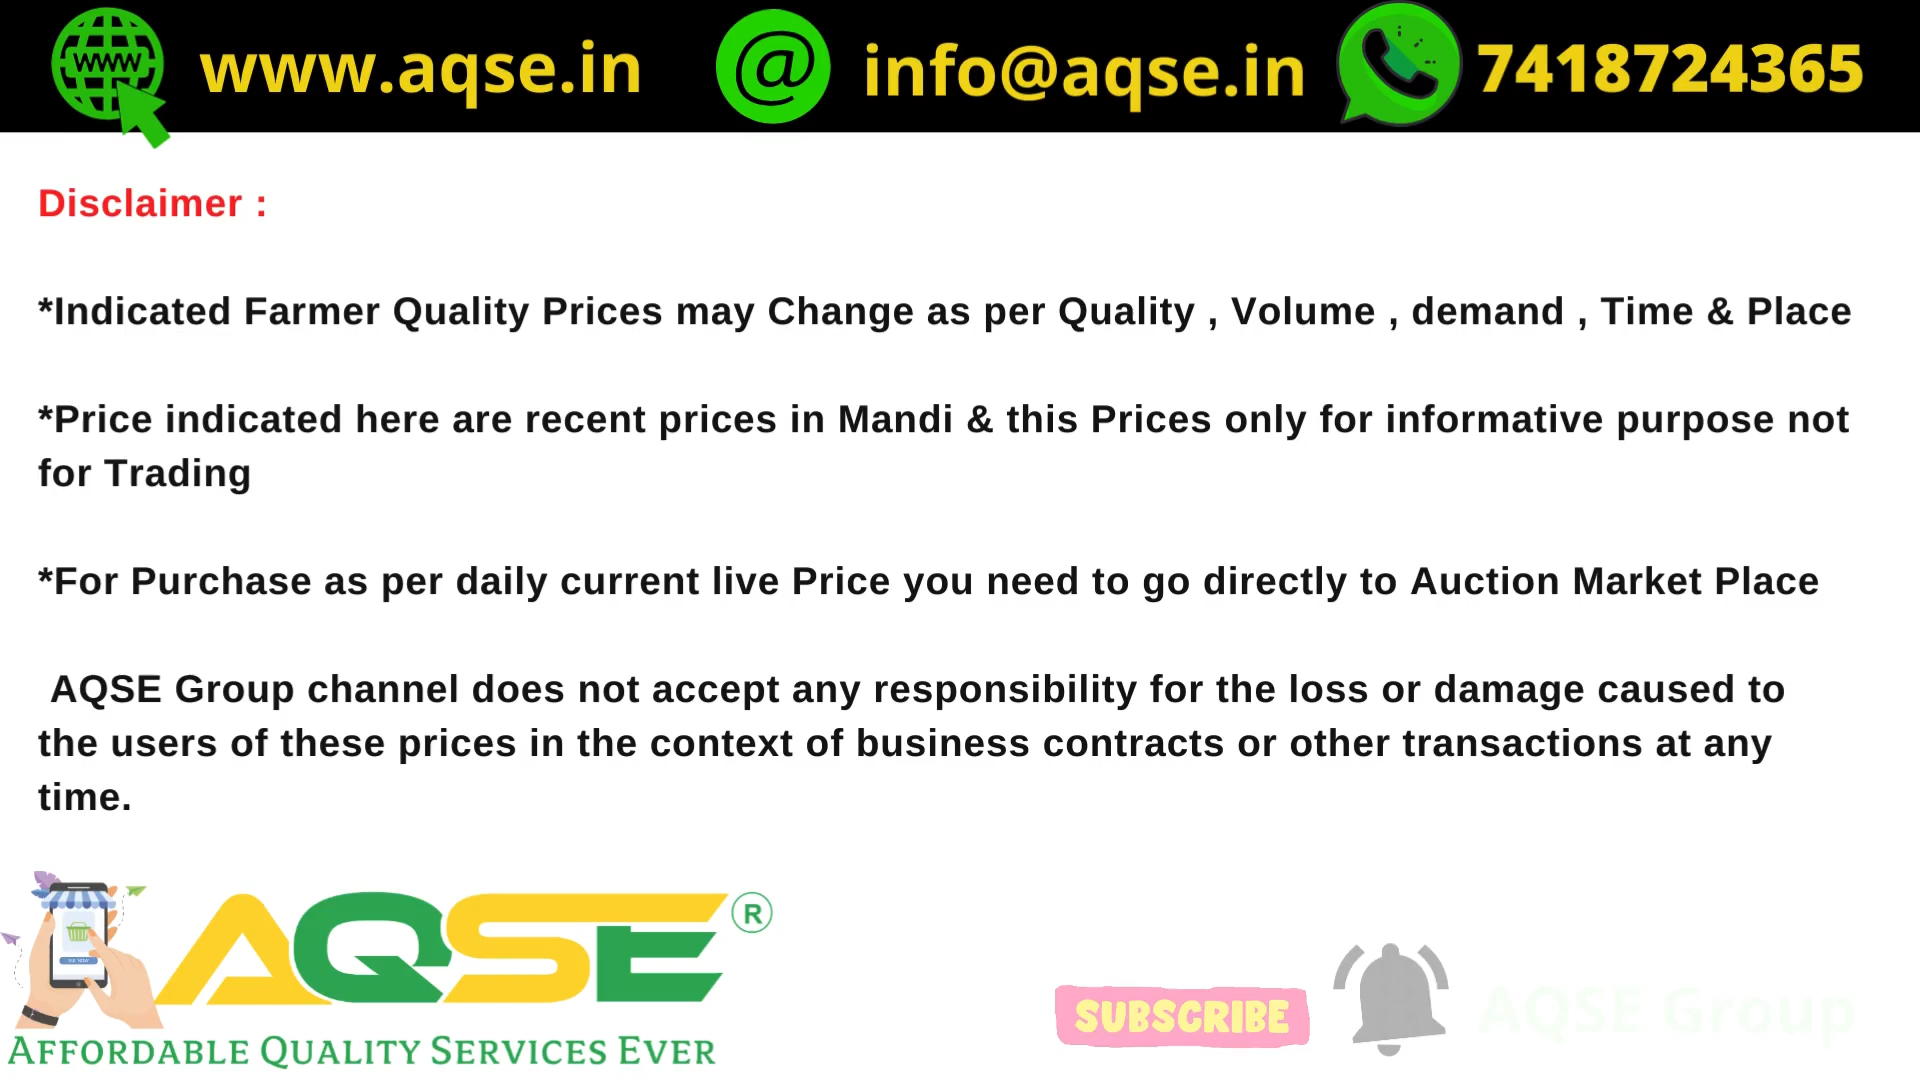 www
www.aqse.in
@
info@aqse.in
7418724365
Disclaimer :
*Indicated Farmer Quality Prices may Change as per Quality , Volume , demand , Time & Place
*Price indicated here are recent prices in Mandi & this Prices only for informative purpose not
for Trading
*For Purchase as per daily current live Price you need to go directly to Auction Market Place
AQSE Group channel does not accept any responsibility for the loss or damage caused to
the users of these prices in the context of business contracts or other transactions at any
time.
AQSE ®
AFFORDABLE QUALITY SERVICES EVER
SUBSCRIBE
AQSE Group